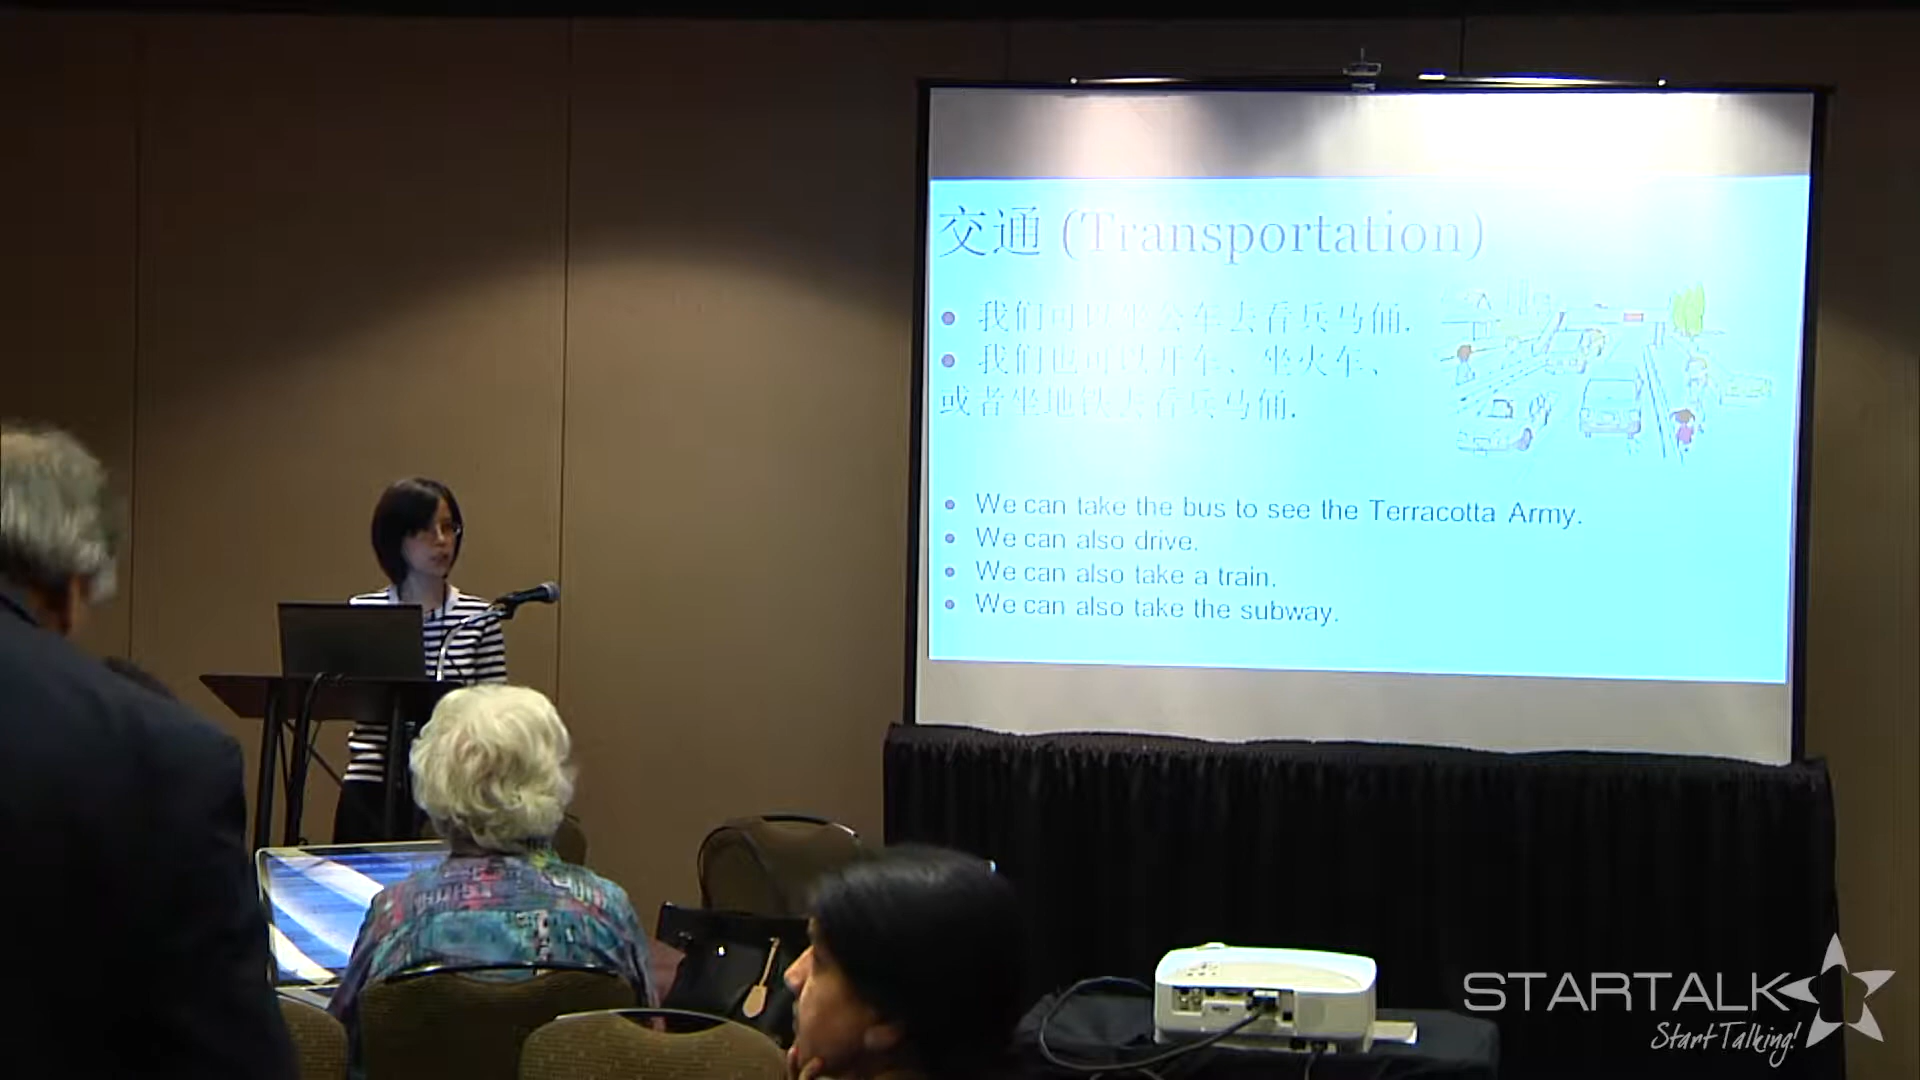 交通 (Transportation)
• 我们可以坐公车去看兵马俑.
• 我们也可以开车、坐火车、
或者坐地铁去看兵马俑.
• We can take the bus to see the Terracotta Army.
• We can also drive.
• We can also take a train.
• We can also take the subway.
STARTALK
Start Talking!